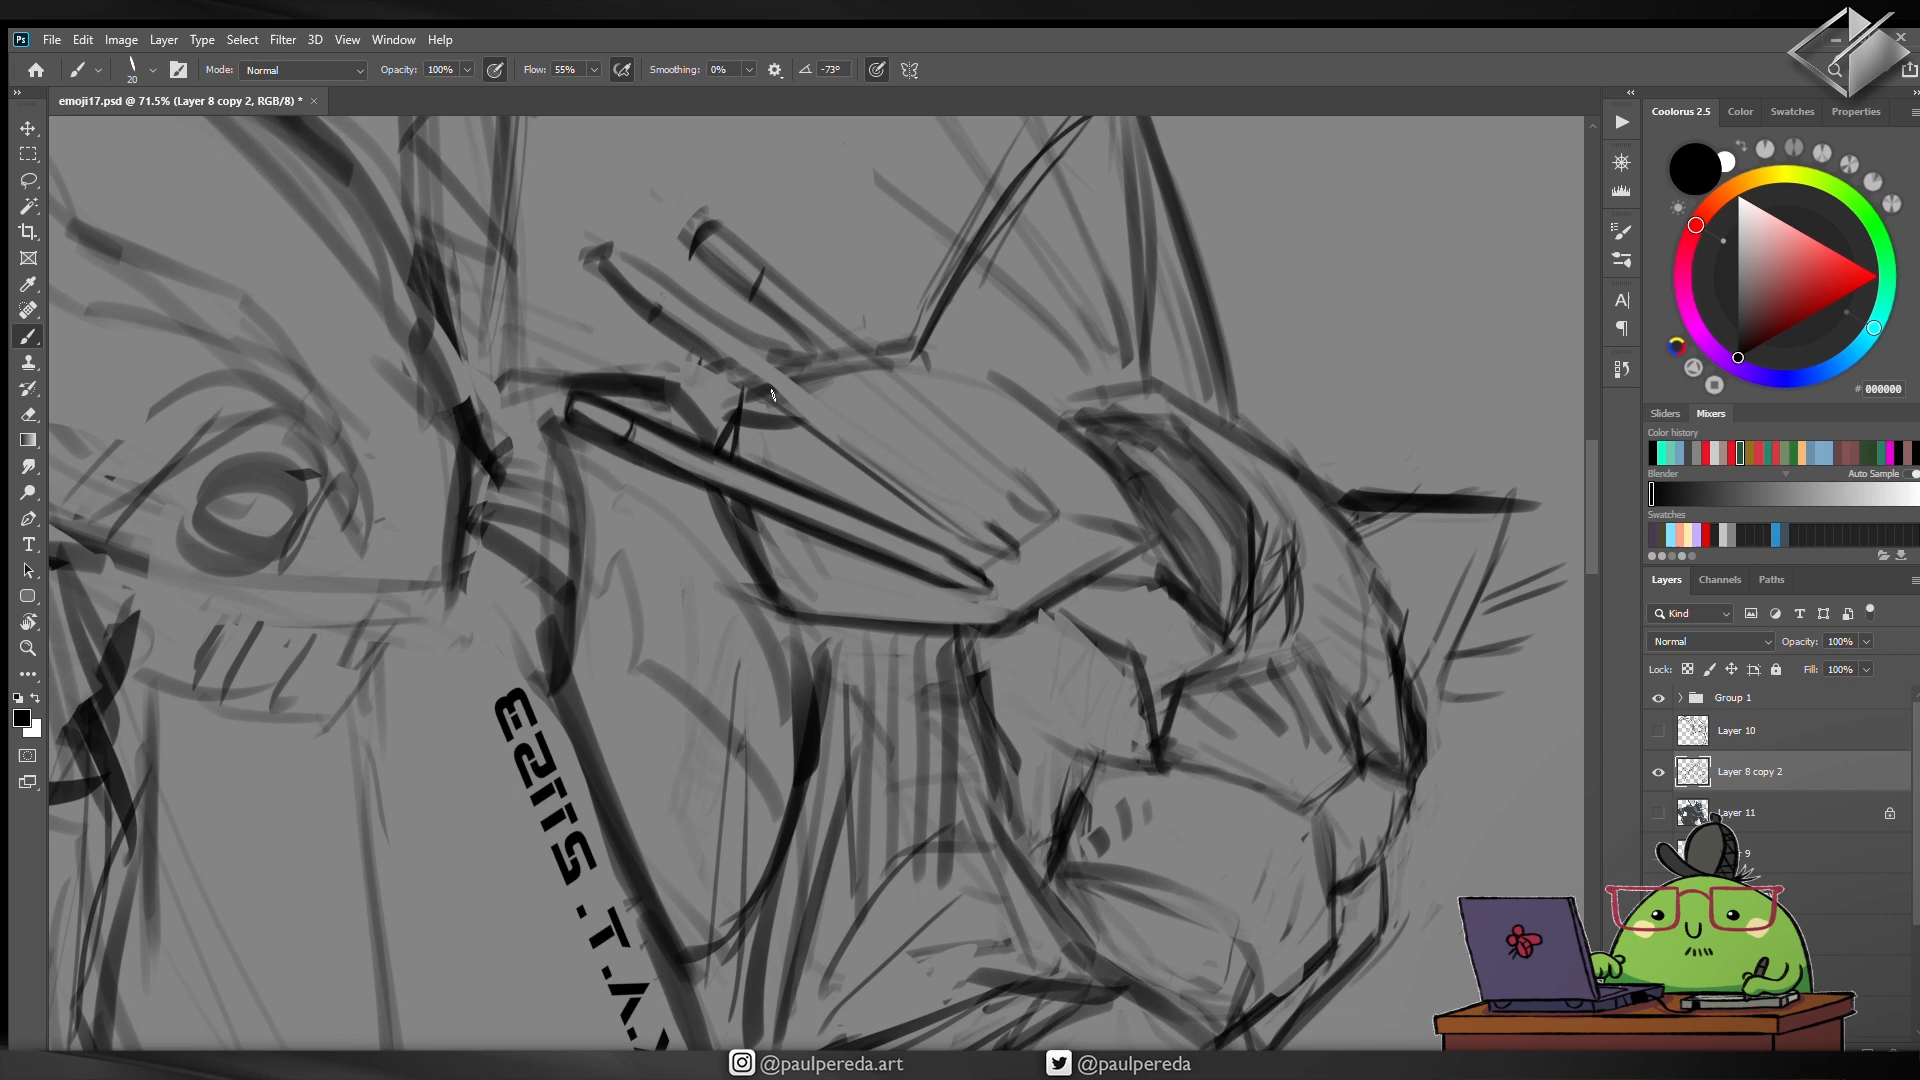 Ps File Edit Image Layer Type Select Filter 3D View Window Help
20 Mode: Normal Opacity: 100% Flow: 55% Smoothing: 0% -73°
emoji17.psd @ 71.5% (Layer 8 copy 2, RGB/8) * ×
Coolorus 2.5 Color Swatches Properties
# 000000
Sliders Mixers
Color history
Blender Auto Sample
Swatches
Layers Channels Paths
Kind
Normal Opacity: 100%
Lock: Fill: 100%
Group 1
Layer 10
Layer 8 copy 2
Layer 11
9
@paulpereda.art @paulpereda